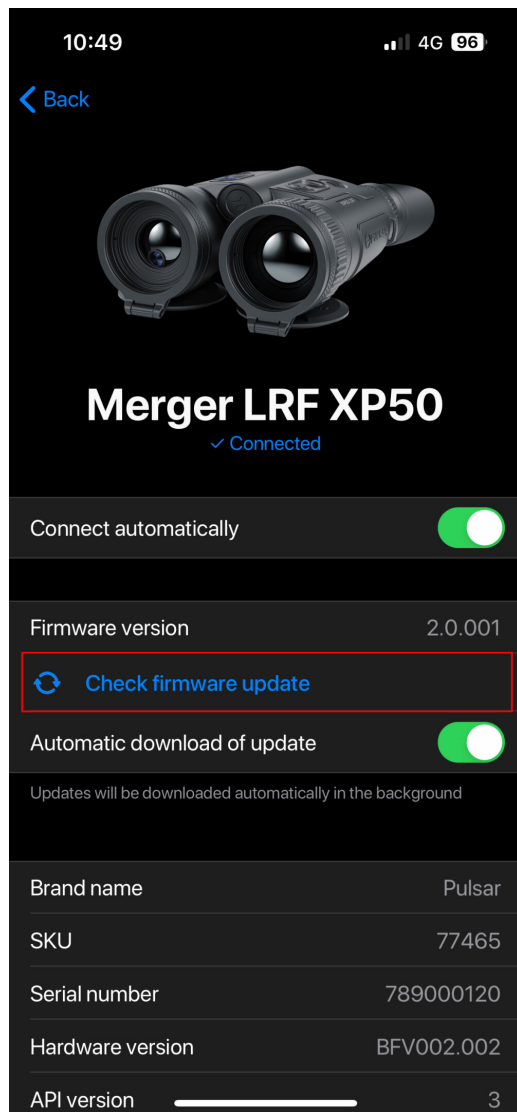 10:49
4G 96
Back
Merger LRF XP50
Connected
Connect automatically
Firmware version 2.0.001
Check firmware update
Automatic download of update
Updates will be downloaded automatically in the background
Brand name Pulsar
SKU 77465
Serial number 789000120
Hardware version BFV002.002
API version 3